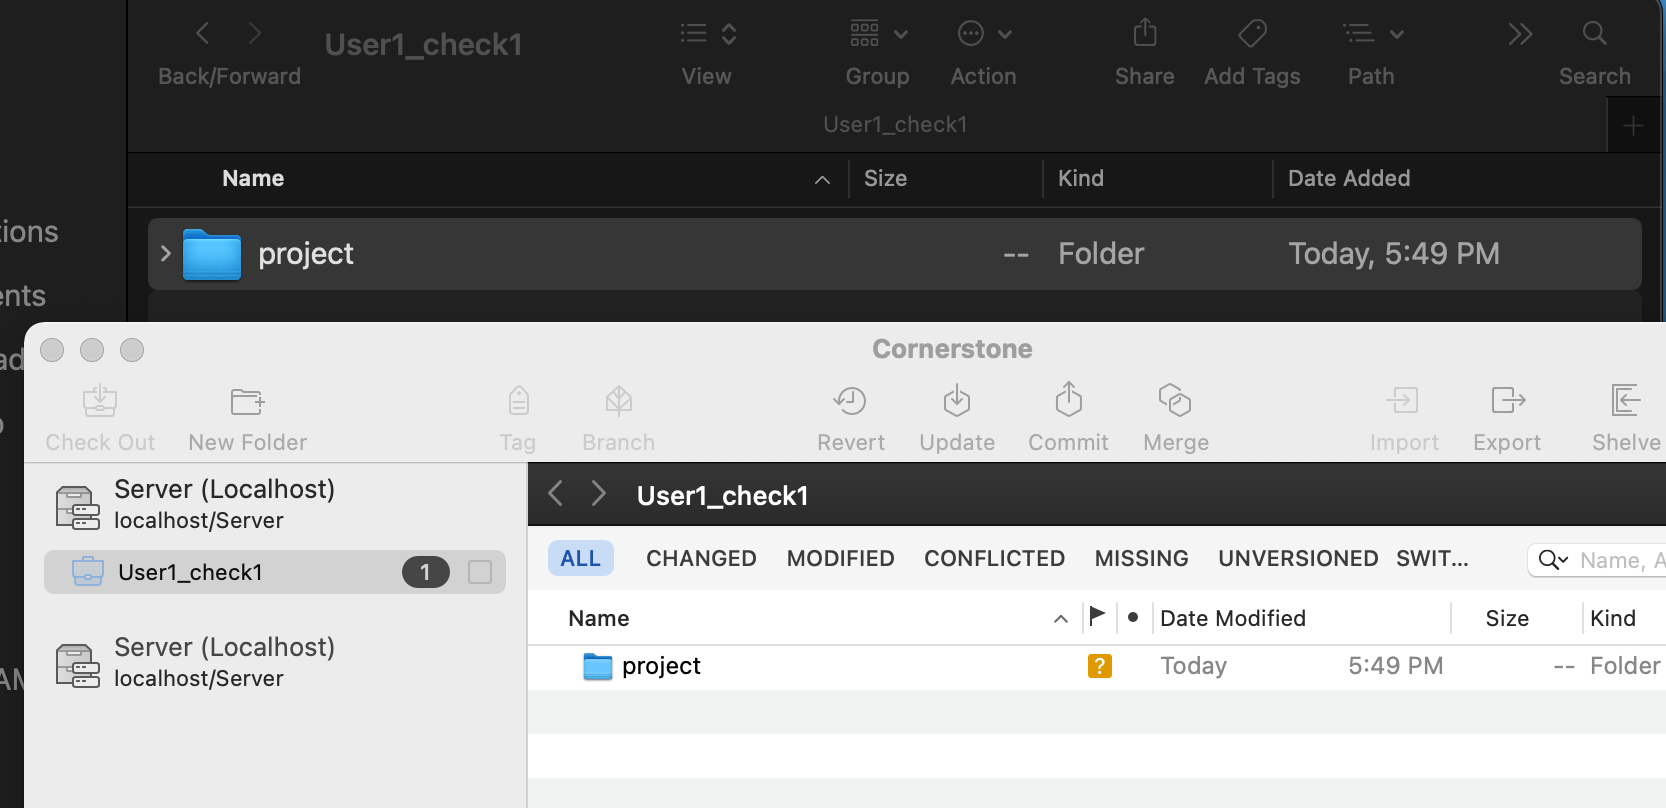 User1_check1
Back/Forward
View
Group
Action
Share
Add Tags
Path
Search
User1_check1
Name
Size
Kind
Date Added
project
--
Folder
Today, 5:49 PM
tions
ents
ad
AM
Cornerstone
Check Out
New Folder
Tag
Branch
Revert
Update
Commit
Merge
Import
Export
Shelve
Server (Localhost)
localhost/Server
User1_check1
1
Server (Localhost)
localhost/Server
User1_check1
ALL
CHANGED
MODIFIED
CONFLICTED
MISSING
UNVERSIONED
SWIT...
Name, A
Name
Date Modified
Size
Kind
project
?
Today
5:49 PM
--
Folder